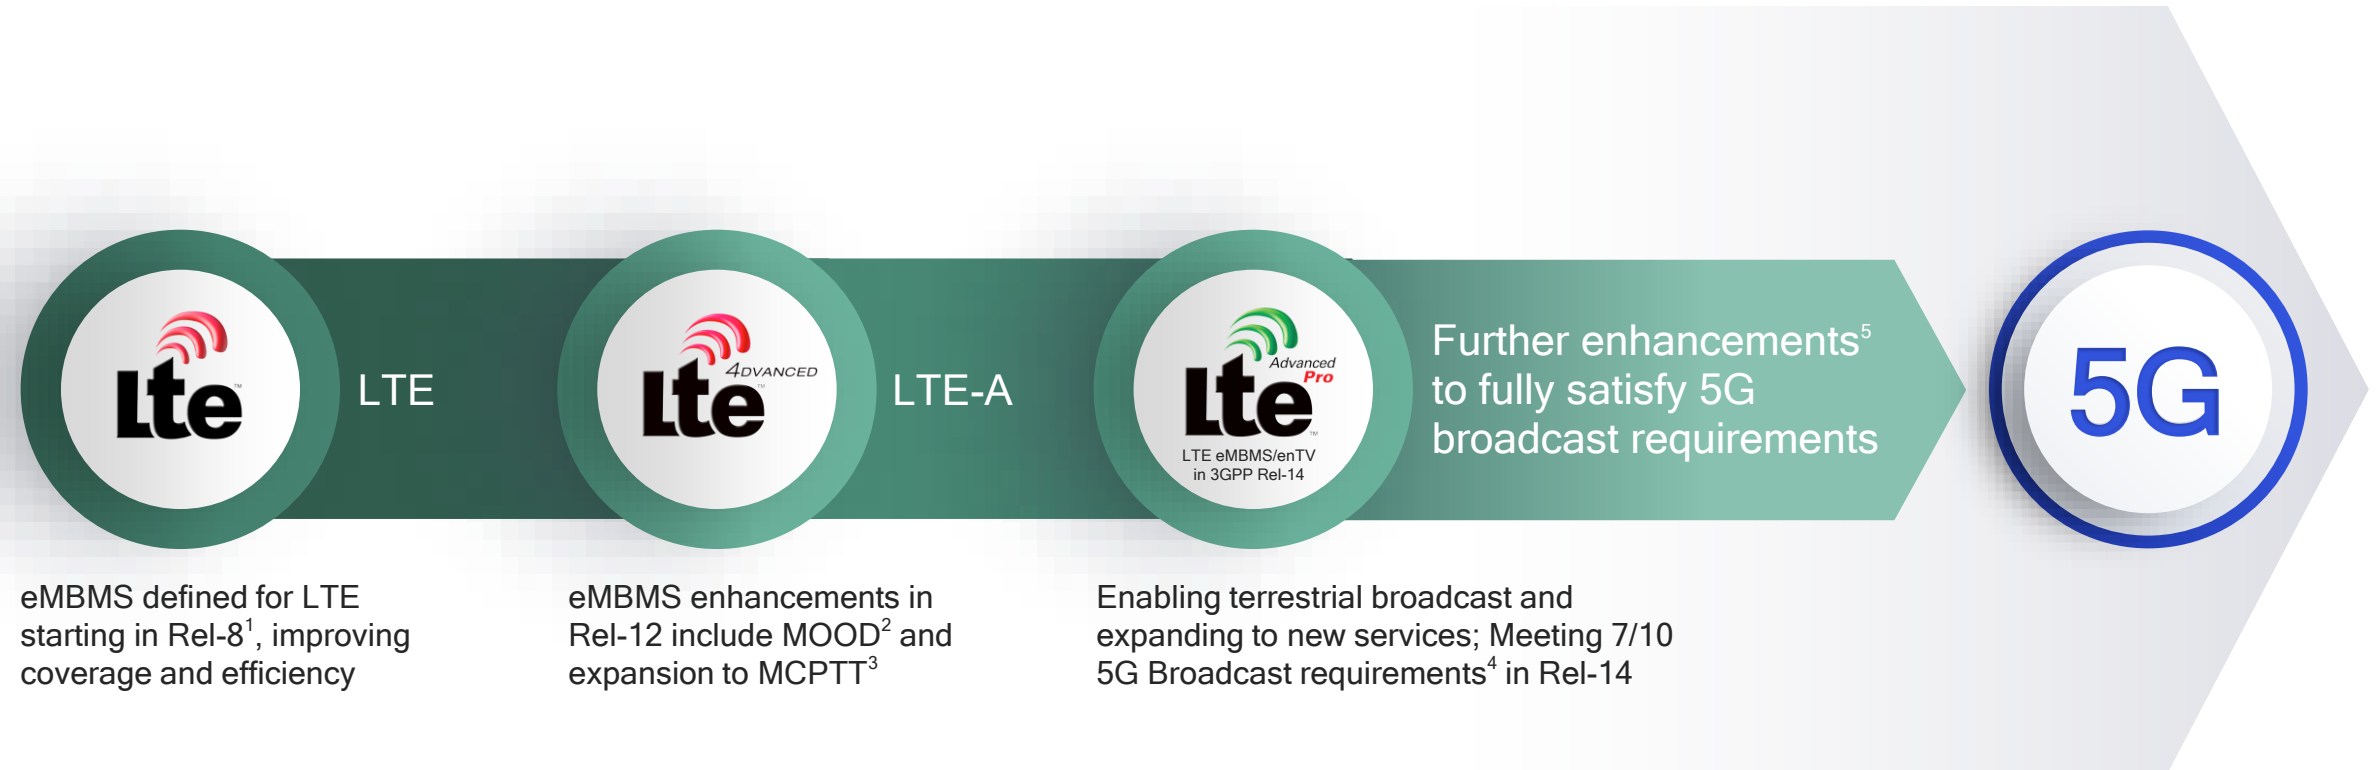 Lte™
LTE
Lte™
4DVANCED
LTE-A
Lte™
Advanced
Pro
LTE eMBMS/enTV
in 3GPP Rel-14
Further enhancements⁵
to fully satisfy 5G
broadcast requirements
5G
eMBMS defined for LTE
starting in Rel-8¹, improving
coverage and efficiency
eMBMS enhancements in
Rel-12 include MOOD² and
expansion to MCPTT³
Enabling terrestrial broadcast and
expanding to new services; Meeting 7/10
5G Broadcast requirements⁴ in Rel-14